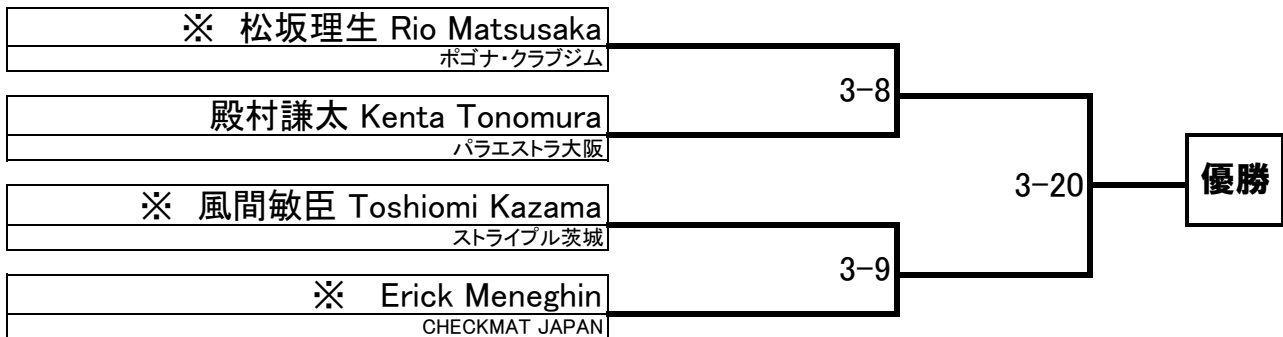 ※ 松坂理生 Rio Matsusaka
ポゴナ・クラブジム
3-8
殿村謙太 Kenta Tonomura
パラエストラ大阪
3-20
優勝
※ 風間敏臣 Toshiomi Kazama
ストライプル茨城
3-9
※ Erick Meneghin
CHECKMAT JAPAN